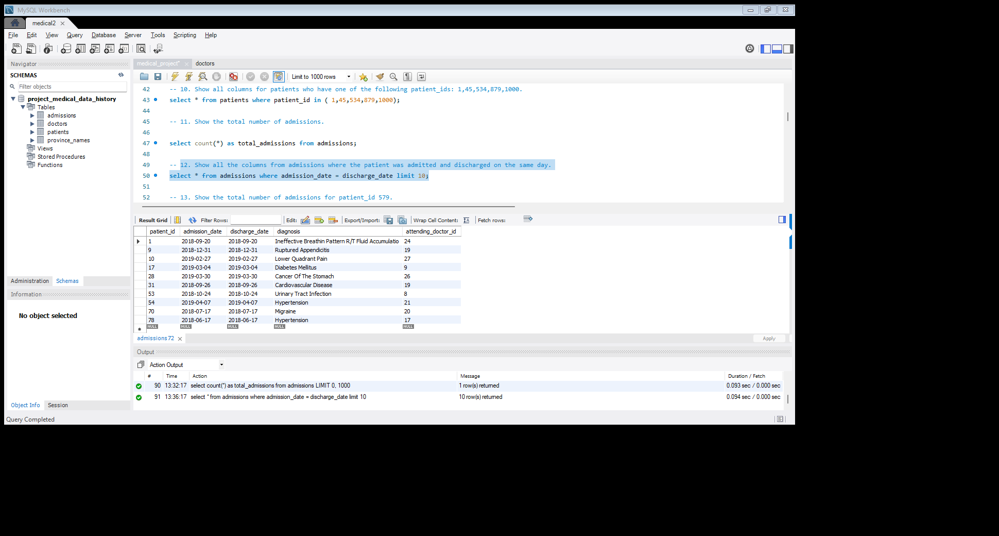 MySQL Workbench
medical2
File Edit View Query Database Server Tools Scripting Help
Navigator
SCHEMAS
Filter objects
project_medical_data_history
Tables
admissions
doctors
patients
province_names
Views
Stored Procedures
Functions
Administration Schemas
Information
No object selected
Object Info Session
medical_project* doctors
Limit to 1000 rows
42 -- 10. Show all columns for patients who have one of the following patient_ids: 1,45,534,879,1000.
43 select * from patients where patient_id in ( 1,45,534,879,1000);
44
45 -- 11. Show the total number of admissions.
46
47 select count(*) as total_admissions from admissions;
48
49 -- 12. Show all the columns from admissions where the patient was admitted and discharged on the same day.
50 select * from admissions where admission_date = discharge_date limit 10;
51
52 -- 13. Show the total number of admissions for patient_id 579.
Result Grid Filter Rows: Edit: Export/Import: Wrap Cell Content: Fetch rows:
patient_id admission_date discharge_date diagnosis attending_doctor_id
1 2018-09-20 2018-09-20 Ineffective Breathin Pattern R/T Fluid Accumulatio 24
9 2018-12-31 2018-12-31 Ruptured Appendicitis 19
10 2019-02-27 2019-02-27 Lower Quadrant Pain 27
17 2019-03-04 2019-03-04 Diabetes Mellitus 9
28 2019-03-30 2019-03-30 Cancer Of The Stomach 26
31 2018-09-26 2018-09-26 Cardiovascular Disease 19
53 2018-10-24 2018-10-24 Urinary Tract Infection 8
54 2019-04-07 2019-04-07 Hypertension 21
70 2018-07-17 2018-07-17 Migraine 20
78 2018-06-17 2018-06-17 Hypertension 17
NULL NULL NULL NULL NULL
admissions 72
Apply
Output
Action Output
# Time Action Message Duration / Fetch
90 13:32:17 select count(*) as total_admissions from admissions LIMIT 0, 1000 1 row(s) returned 0.093 sec / 0.000 sec
91 13:36:17 select * from admissions where admission_date = discharge_date limit 10 10 row(s) returned 0.094 sec / 0.000 sec
Query Completed